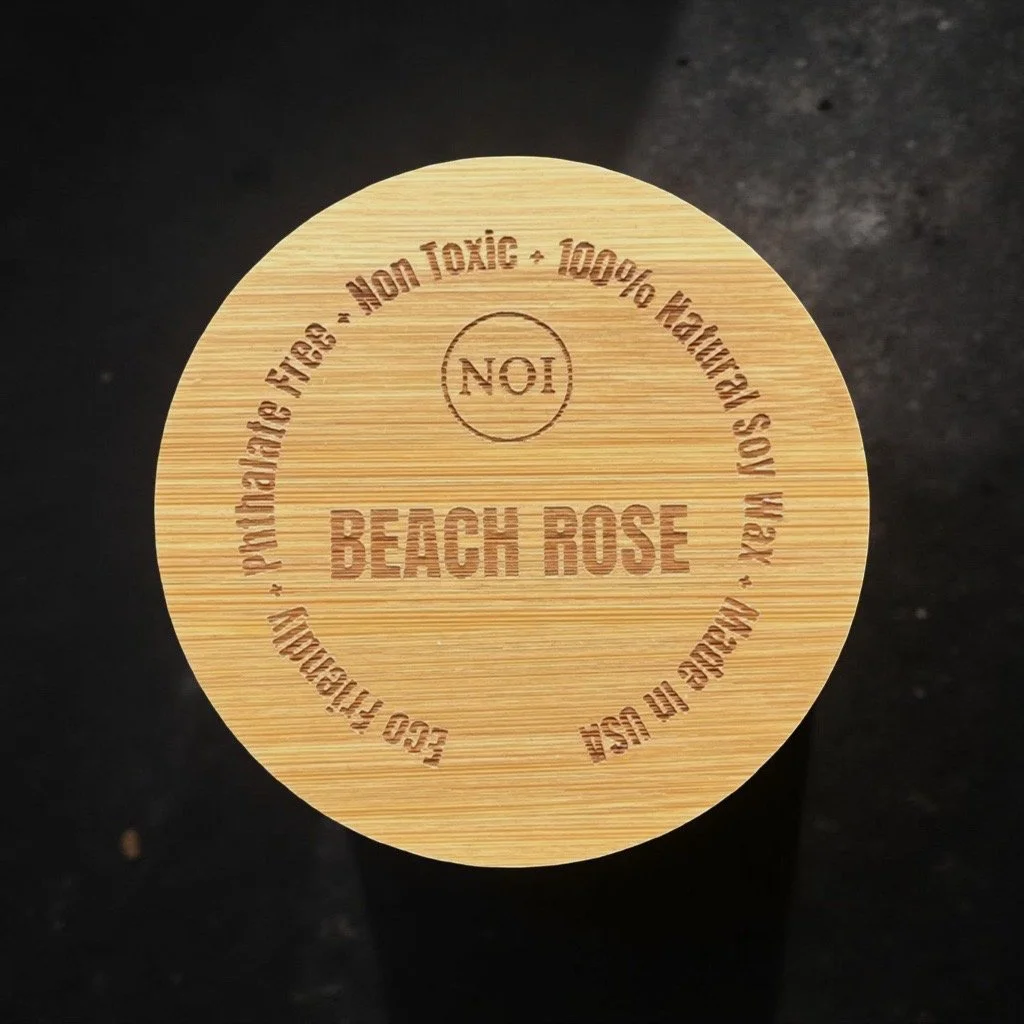 Eco Friendly + Phthalate Free + Non Toxic + 100% Natural Soy Wax + Made In USA
NOI
BEACH ROSE